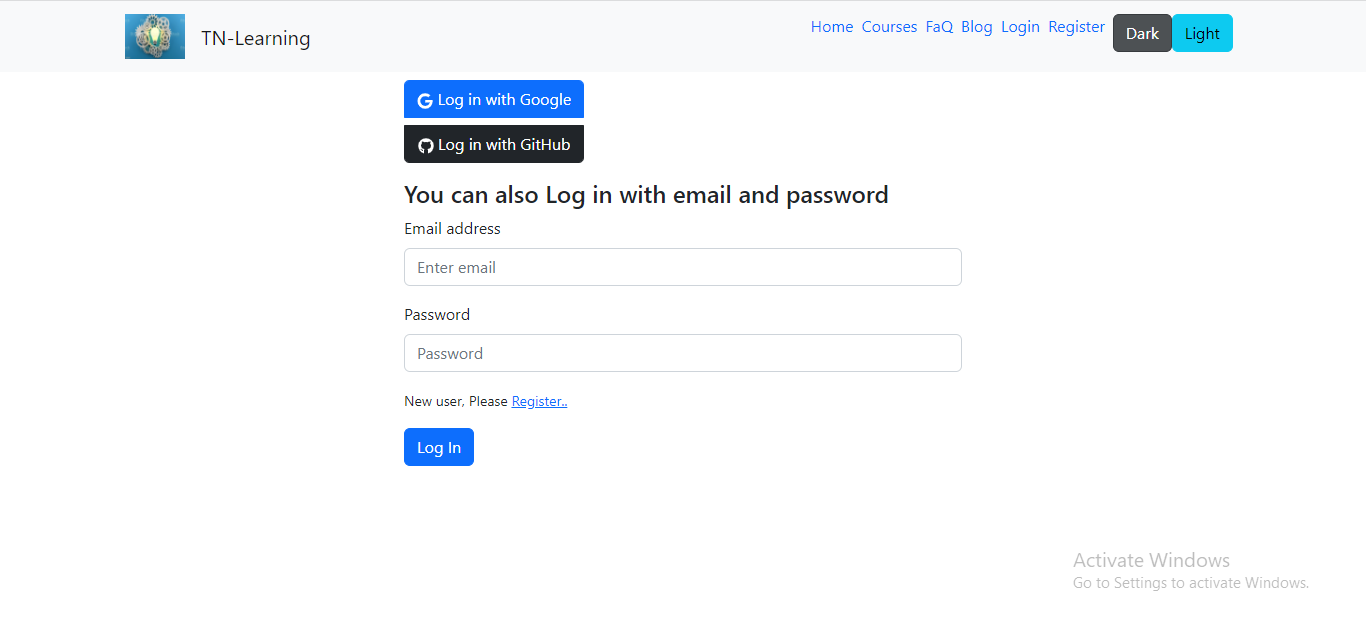 TN-Learning
Home Courses FaQ Blog Login Register Dark Light
Log in with Google
Log in with GitHub
You can also Log in with email and password
Email address
Enter email
Password
Password
New user, Please Register..
Log In
Activate Windows
Go to Settings to activate Windows.